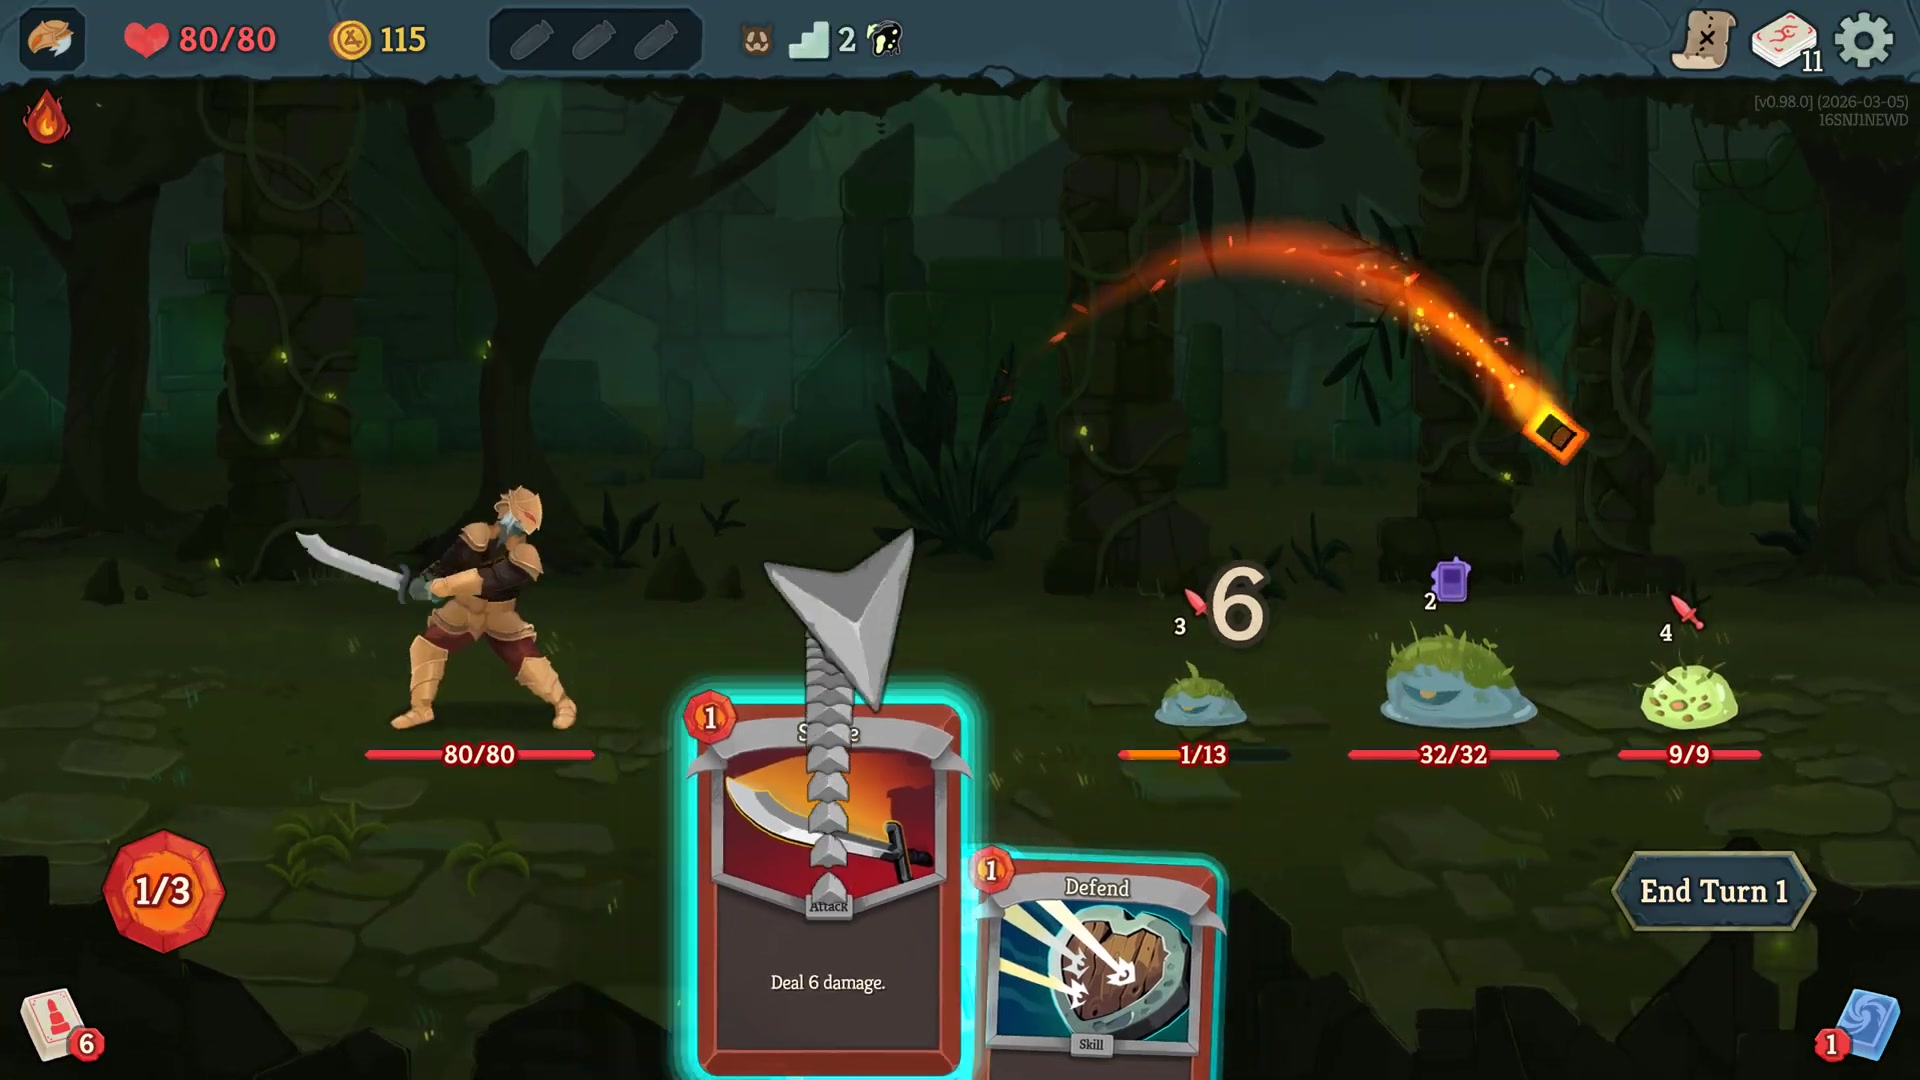 80/80
115
2
11
[v0.98.0] (2026-03-05)
16SNJ1NEWD
3
6
2
4
80/80
1/13
32/32
9/9
1
Attack
Deal 6 damage.
1
Defend
Skill
1/3
End Turn 1
6
1